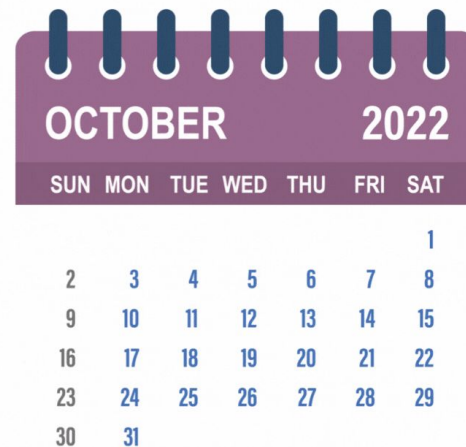 OCTOBER 2022
SUN MON TUE WED THU FRI SAT
1
2 3 4 5 6 7 8
9 10 11 12 13 14 15
16 17 18 19 20 21 22
23 24 25 26 27 28 29
30 31